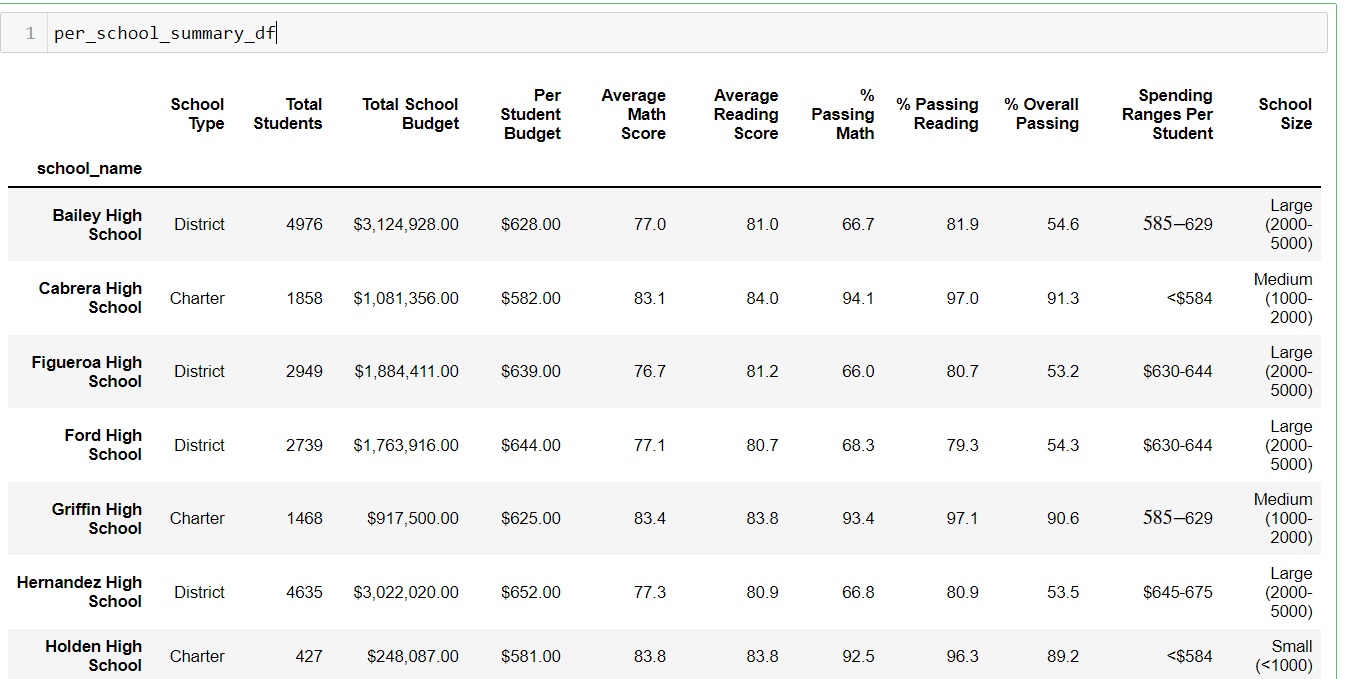 1 per_school_summary_df
School Type Total Students Total School Budget Per Student Budget Average Math Score Average Reading Score % Passing Math % Passing Reading % Overall Passing Spending Ranges Per Student School Size
school_name
Bailey High School District 4976 $3,124,928.00 $628.00 77.0 81.0 66.7 81.9 54.6 585−629 Large (2000-5000)
Cabrera High School Charter 1858 $1,081,356.00 $582.00 83.1 84.0 94.1 97.0 91.3 <$584 Medium (1000-2000)
Figueroa High School District 2949 $1,884,411.00 $639.00 76.7 81.2 66.0 80.7 53.2 $630-644 Large (2000-5000)
Ford High School District 2739 $1,763,916.00 $644.00 77.1 80.7 68.3 79.3 54.3 $630-644 Large (2000-5000)
Griffin High School Charter 1468 $917,500.00 $625.00 83.4 83.8 93.4 97.1 90.6 585−629 Medium (1000-2000)
Hernandez High School District 4635 $3,022,020.00 $652.00 77.3 80.9 66.8 80.9 53.5 $645-675 Large (2000-5000)
Holden High School Charter 427 $248,087.00 $581.00 83.8 83.8 92.5 96.3 89.2 <$584 Small (<1000)